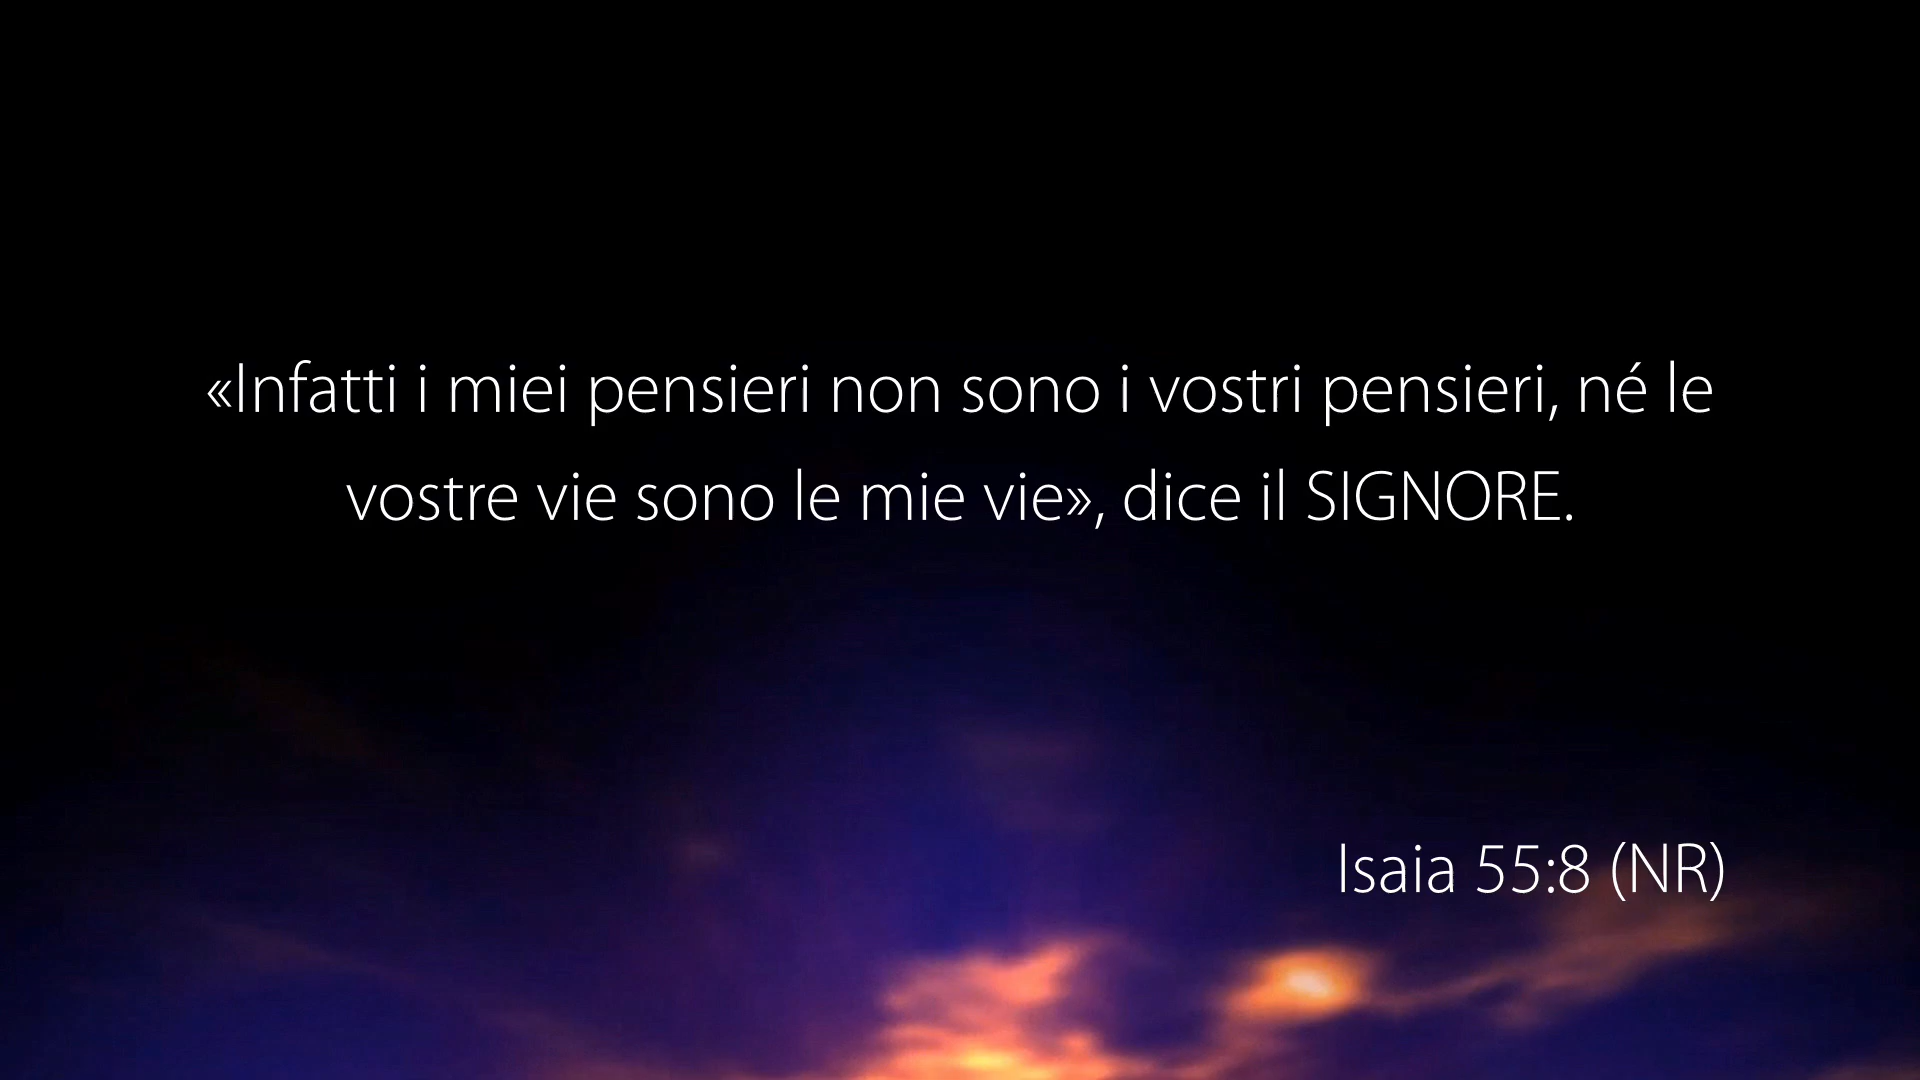 «Infatti i miei pensieri non sono i vostri pensieri, né le
vostre vie sono le mie vie», dice il SIGNORE.
Isaia 55:8 (NR)